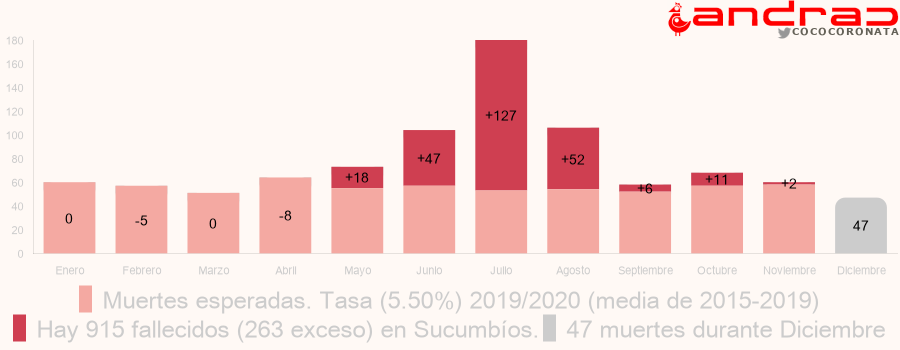 andras
COCOCORONATA
180
160
140
120
100
80
60
40
20
0
0 -5 0 -8 +18 +47 +127 +52 +6 +11 +2 47
Enero Febrero Marzo Abril Mayo Junio Julio Agosto Septiembre Octubre Noviembre Diciembre
Muertes esperadas. Tasa (5.50%) 2019/2020 (media de 2015-2019)
Hay 915 fallecidos (263 exceso) en Sucumbíos. 47 muertes durante Diciembre